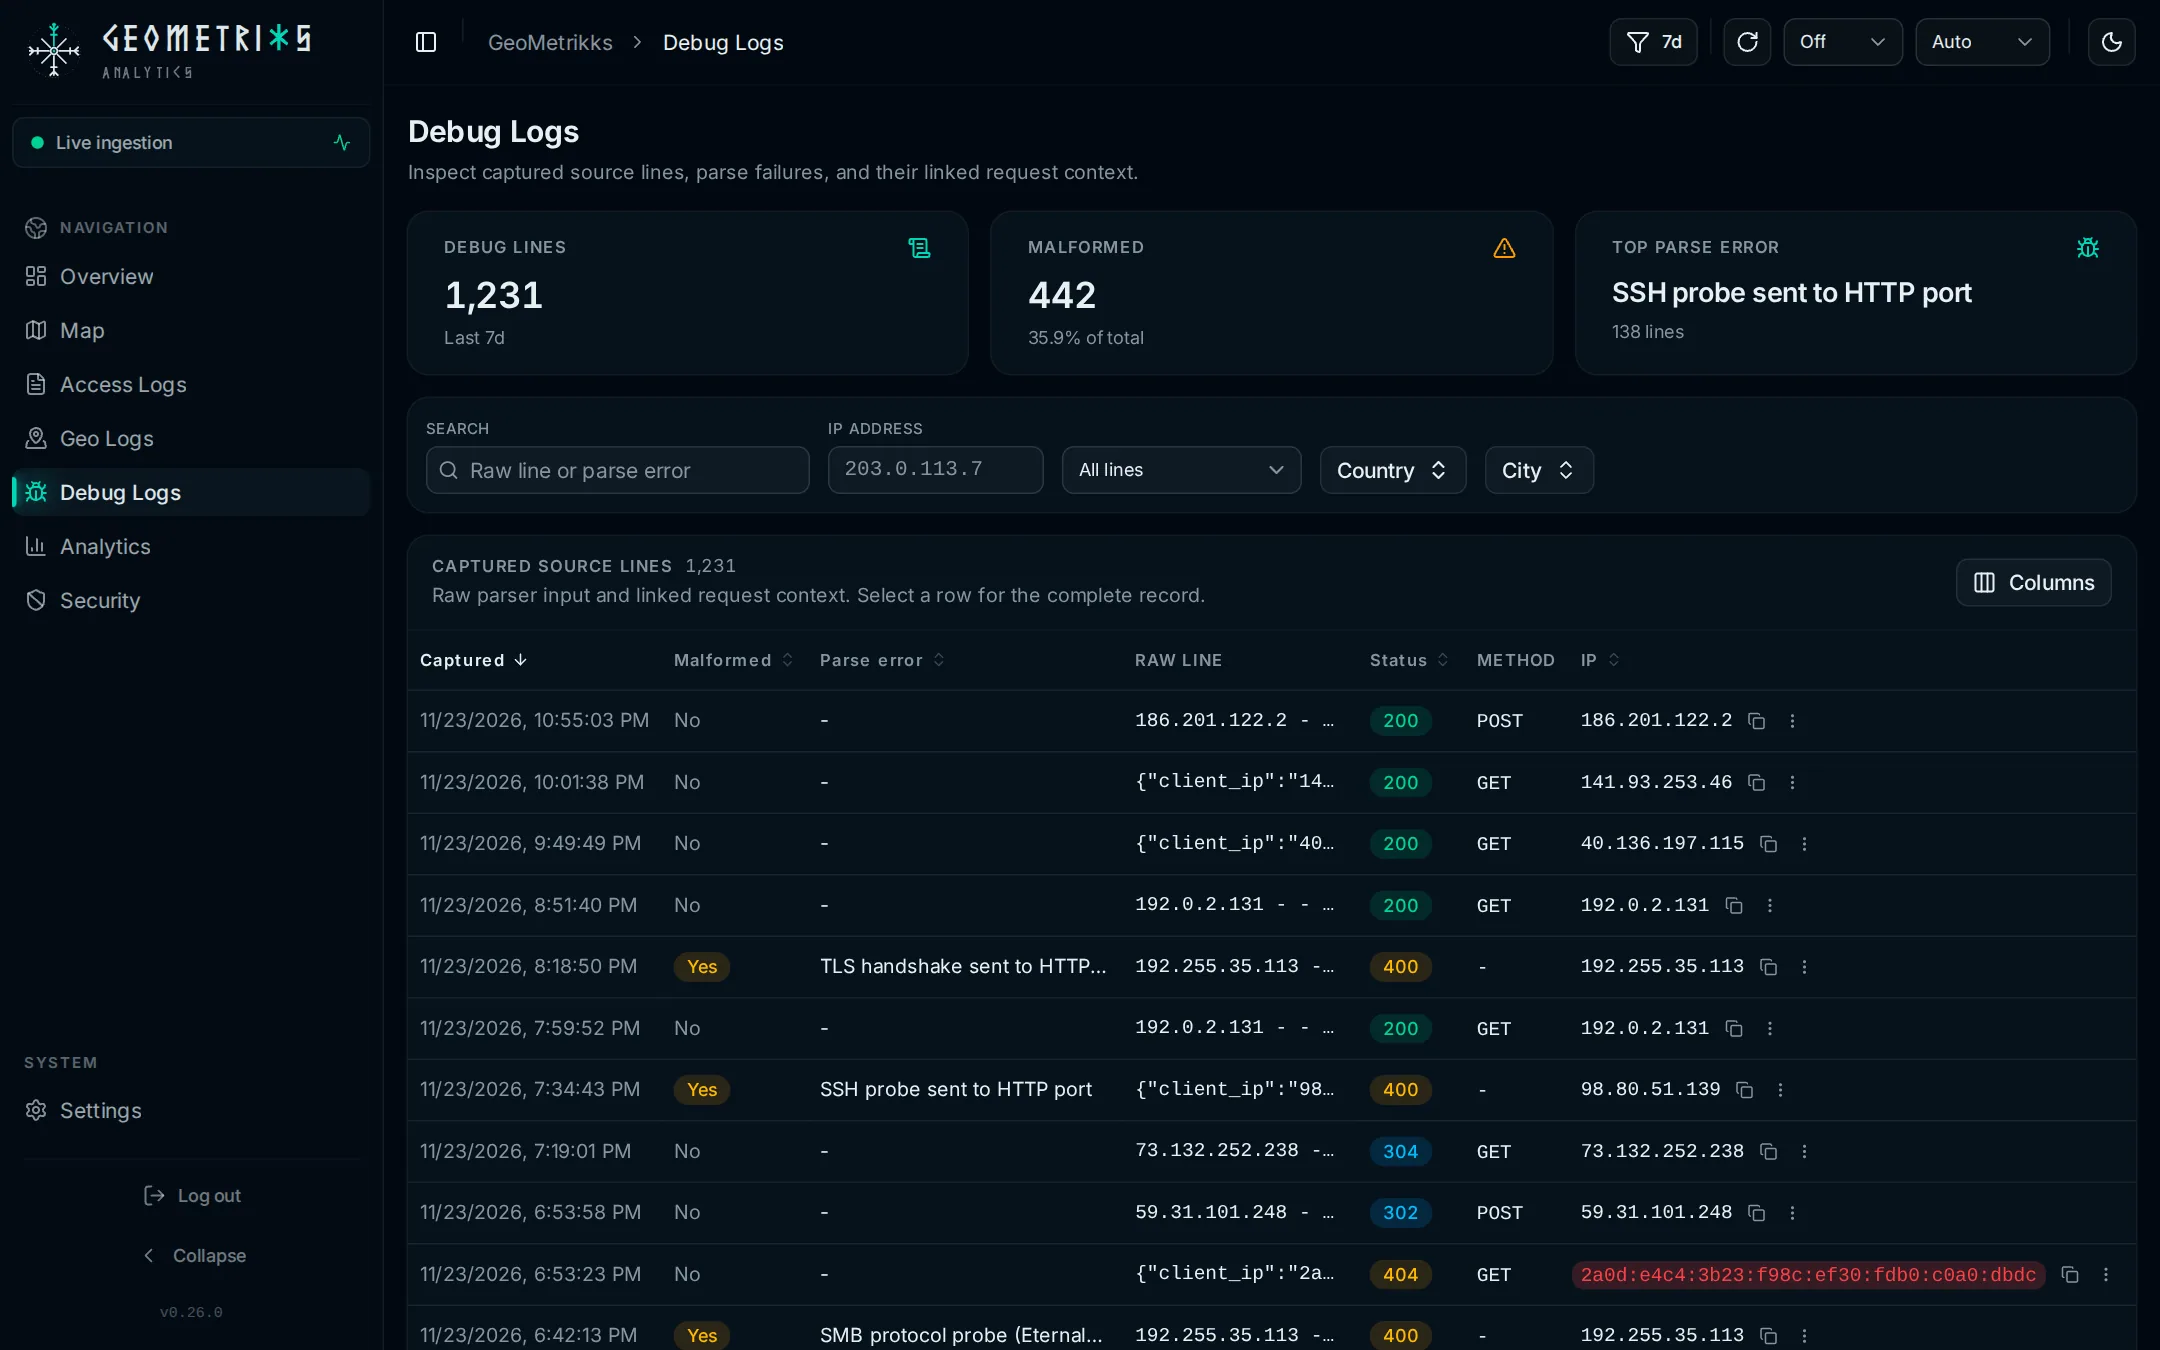 GEOMETRIKS
ANALYTICS
Live ingestion
NAVIGATION
Overview
Map
Access Logs
Geo Logs
Debug Logs
Analytics
Security
SYSTEM
Settings
Log out
Collapse
v0.26.0
GeoMetrikks > Debug Logs
7d
Off
Auto
Debug Logs
Inspect captured source lines, parse failures, and their linked request context.
DEBUG LINES
1,231
Last 7d
MALFORMED
442
35.9% of total
TOP PARSE ERROR
SSH probe sent to HTTP port
138 lines
SEARCH
Raw line or parse error
IP ADDRESS
203.0.113.7
All lines
Country
City
CAPTURED SOURCE LINES 1,231
Raw parser input and linked request context. Select a row for the complete record.
Columns
Captured Malformed Parse error RAW LINE Status METHOD IP
11/23/2026, 10:55:03 PM No - 186.201.122.2 - … 200 POST 186.201.122.2
11/23/2026, 10:01:38 PM No - {"client_ip":"14… 200 GET 141.93.253.46
11/23/2026, 9:49:49 PM No - {"client_ip":"40… 200 GET 40.136.197.115
11/23/2026, 8:51:40 PM No - 192.0.2.131 - - … 200 GET 192.0.2.131
11/23/2026, 8:18:50 PM Yes TLS handshake sent to HTTP… 192.255.35.113 -… 400 - 192.255.35.113
11/23/2026, 7:59:52 PM No - 192.0.2.131 - - … 200 GET 192.0.2.131
11/23/2026, 7:34:43 PM Yes SSH probe sent to HTTP port {"client_ip":"98… 400 - 98.80.51.139
11/23/2026, 7:19:01 PM No - 73.132.252.238 -… 304 GET 73.132.252.238
11/23/2026, 6:53:58 PM No - 59.31.101.248 - … 302 POST 59.31.101.248
11/23/2026, 6:53:23 PM No - {"client_ip":"2a… 404 GET 2a0d:e4c4:3b23:f98c:ef30:fdb0:c0a0:dbdc
11/23/2026, 6:42:13 PM Yes SMB protocol probe (Eternal… 192.255.35.113 -… 400 - 192.255.35.113